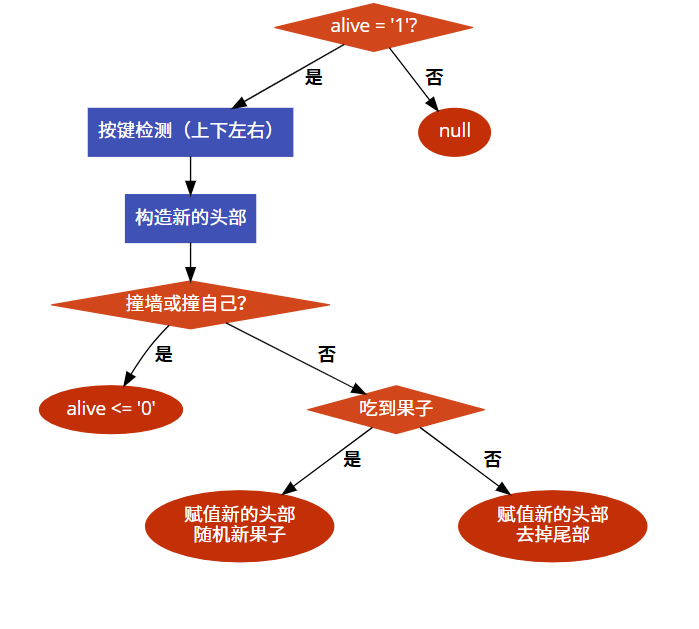 alive = '1'?
是
否
按键检测（上下左右）
null
构造新的头部
撞墙或撞自己?
是
否
alive <= '0'
吃到果子
是
否
赋值新的头部
随机新果子
赋值新的头部
去掉尾部